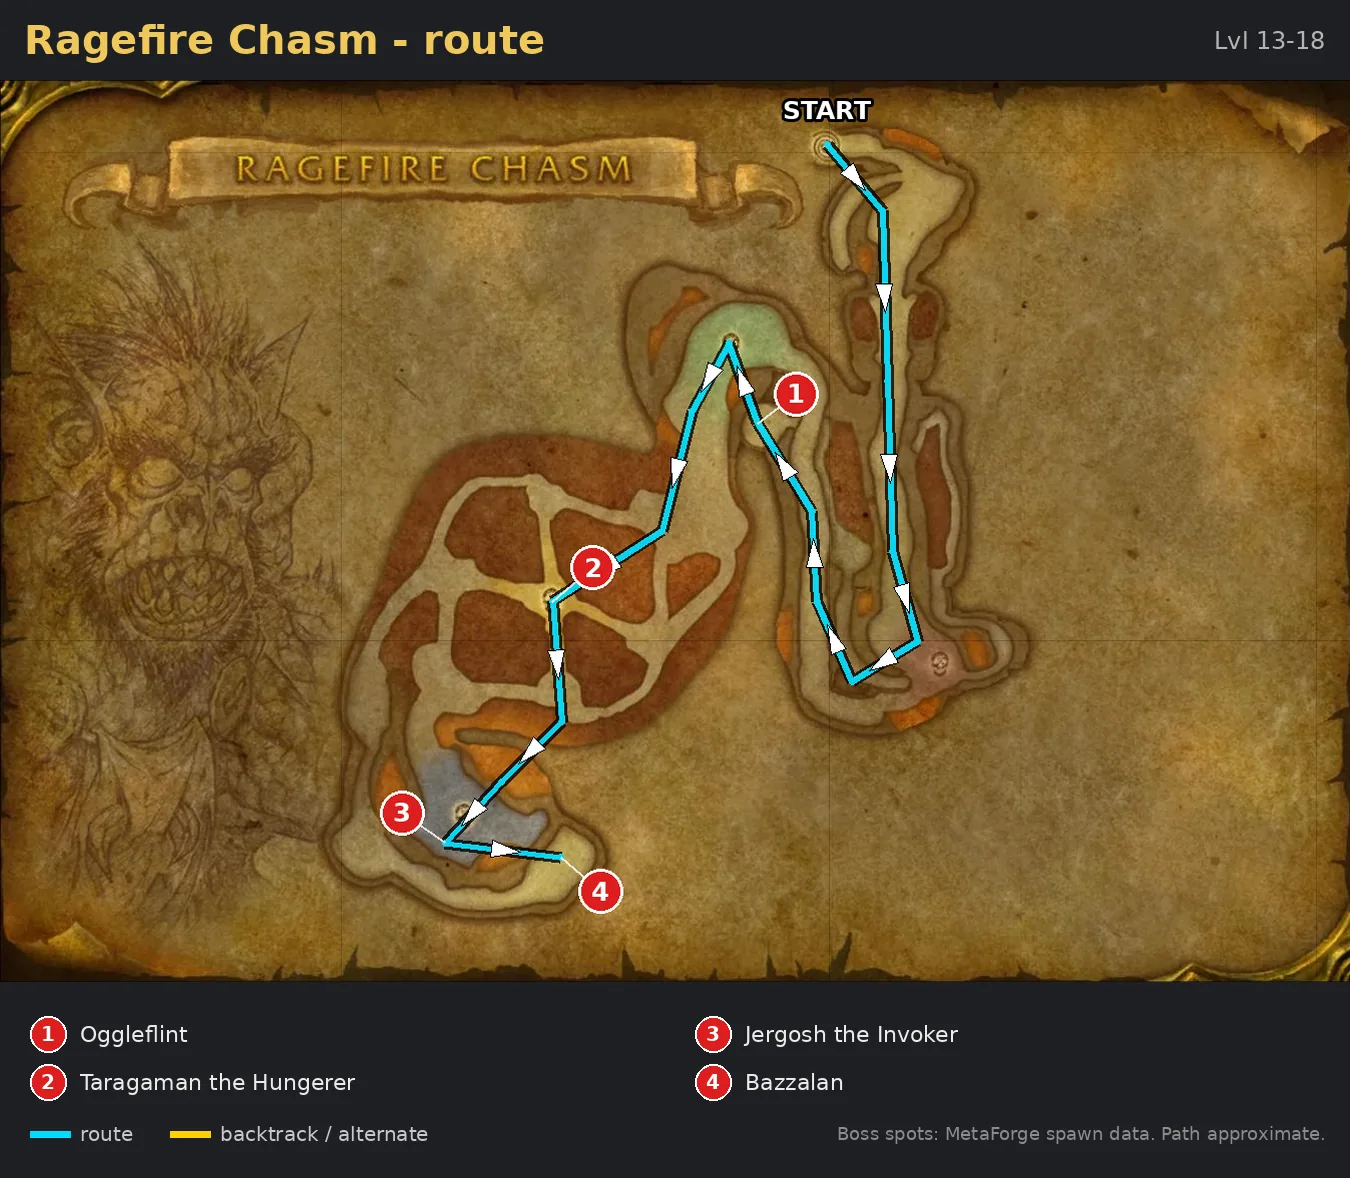 Ragefire Chasm - route
Lvl 13-18
START
RAGEFIRE CHASM
1
2
3
4
1 Oggleflint
3 Jergosh the Invoker
2 Taragaman the Hungerer
4 Bazzalan
route
backtrack / alternate
Boss spots: MetaForge spawn data. Path approximate.